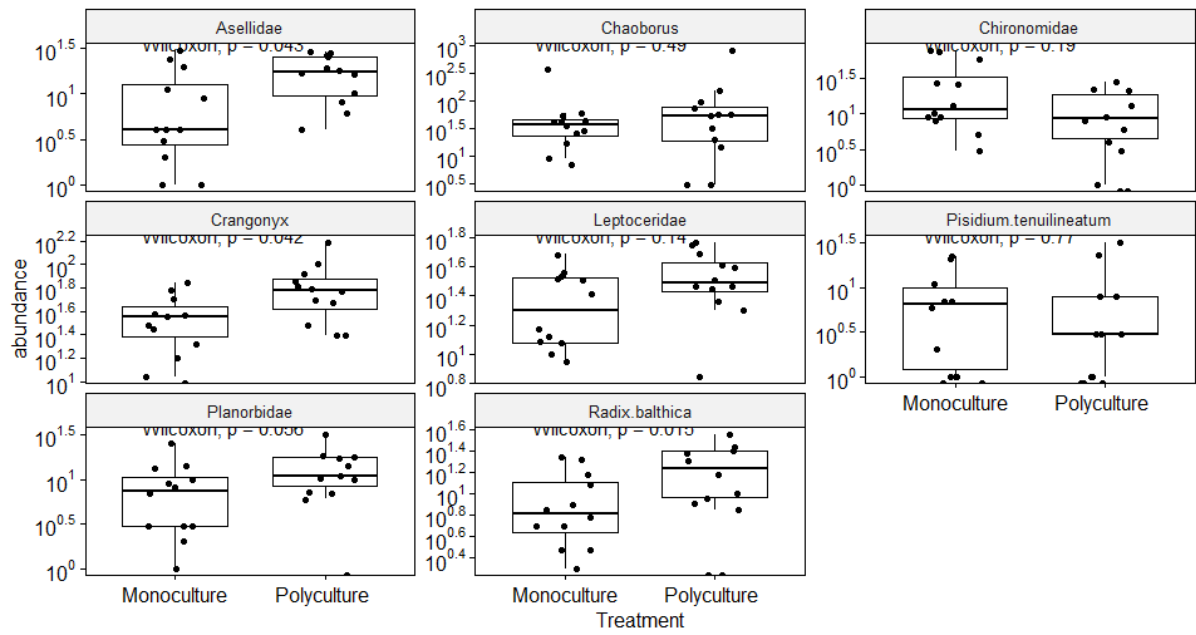 Asellidae
Chaoborus
Chironomidae
Wilcoxon, p = 0.043
Wilcoxon, p = 0.49
Wilcoxon, p = 0.19
10^1.5
10^1
10^0.5
10^0
10^3
10^2.5
10^2
10^1.5
10^1
10^0.5
10^1.5
10^1
10^0.5
10^0
Crangonyx
Leptoceridae
Pisidium.tenuilineatum
Wilcoxon, p = 0.042
Wilcoxon, p = 0.14
Wilcoxon, p = 0.77
10^2.2
10^2
10^1.8
10^1.6
10^1.4
10^1.2
10^1
10^1.8
10^1.6
10^1.4
10^1.2
10^1
10^0.8
10^1.5
10^1
10^0.5
10^0
Monoculture
Polyculture
abundance
Planorbidae
Radix.balthica
Wilcoxon, p = 0.056
Wilcoxon, p = 0.015
10^1.5
10^1
10^0.5
10^0
10^1.6
10^1.4
10^1.2
10^1
10^0.8
10^0.6
10^0.4
Monoculture
Polyculture
Monoculture
Polyculture
Treatment